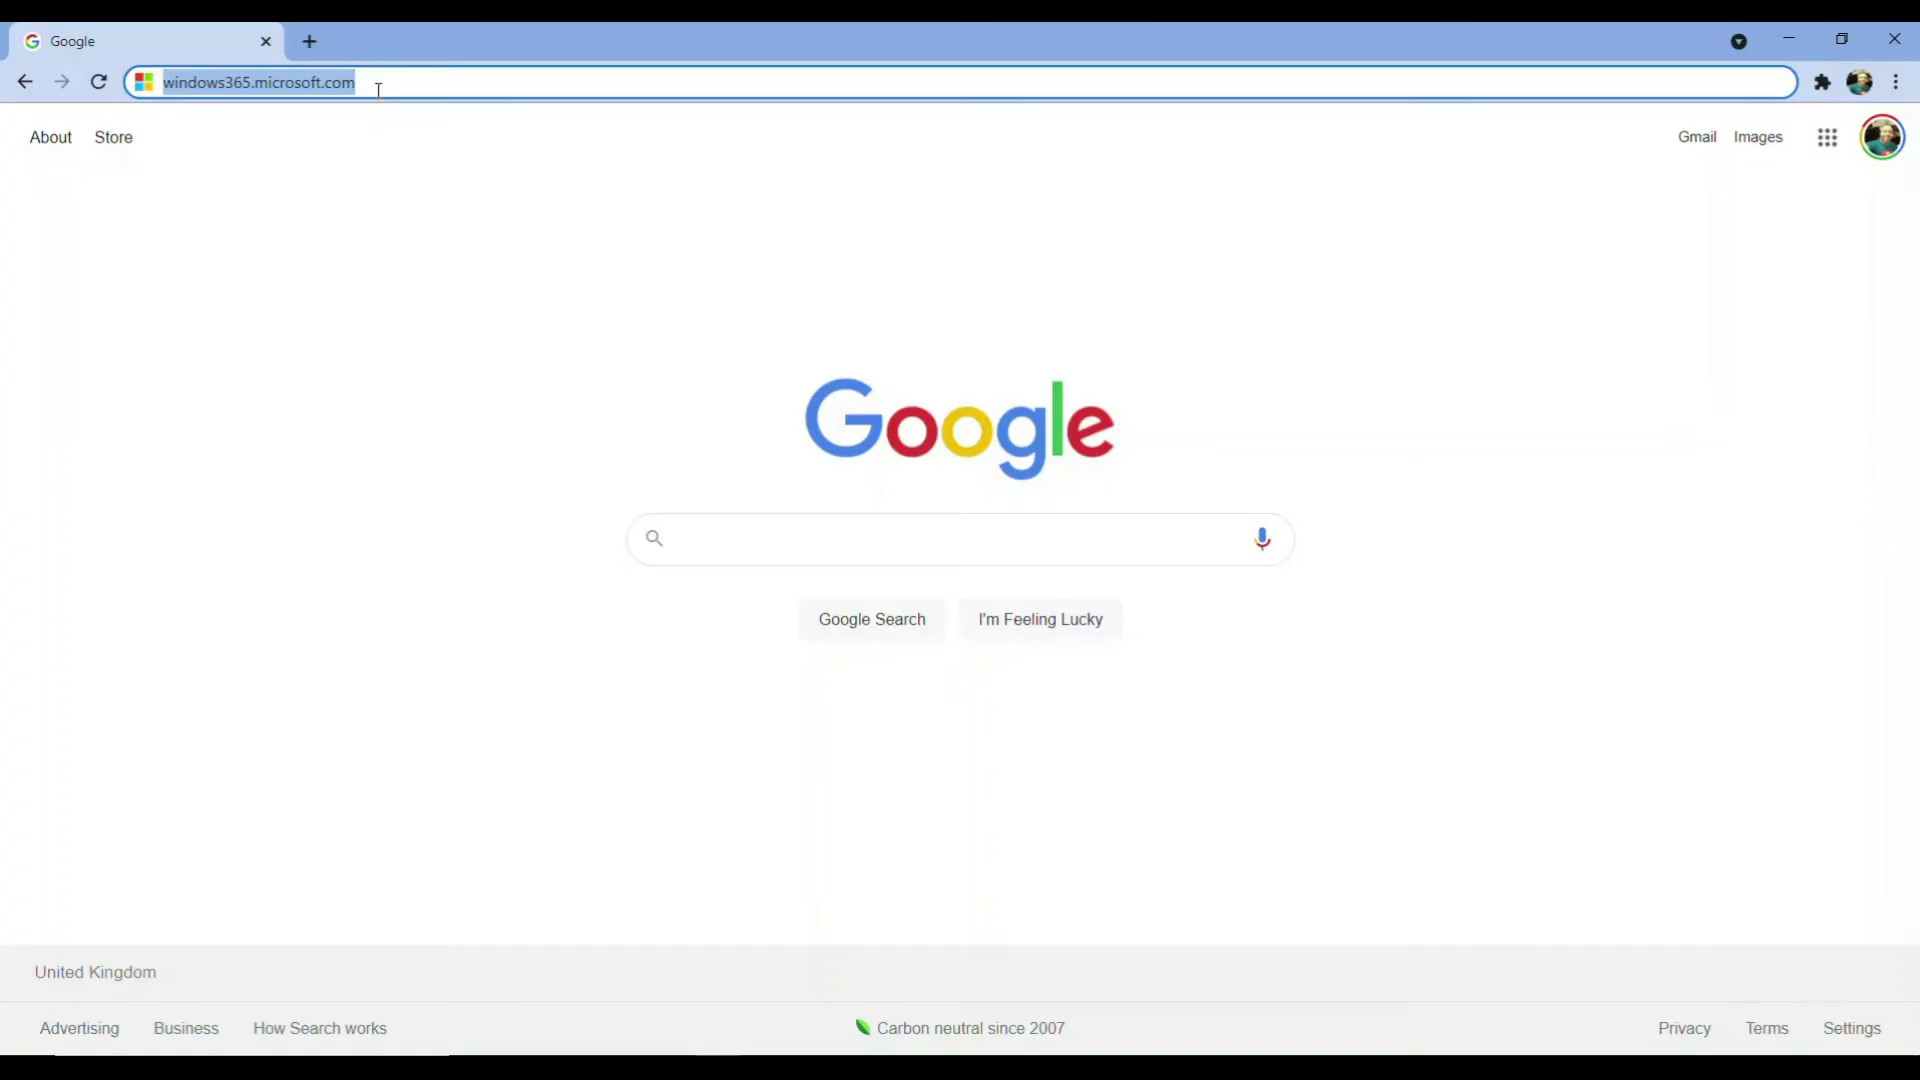 Google
windows365.microsoft.com
About Store
Gmail Images
Google
Google Search I'm Feeling Lucky
United Kingdom
Advertising Business How Search works
Carbon neutral since 2007
Privacy Terms Settings